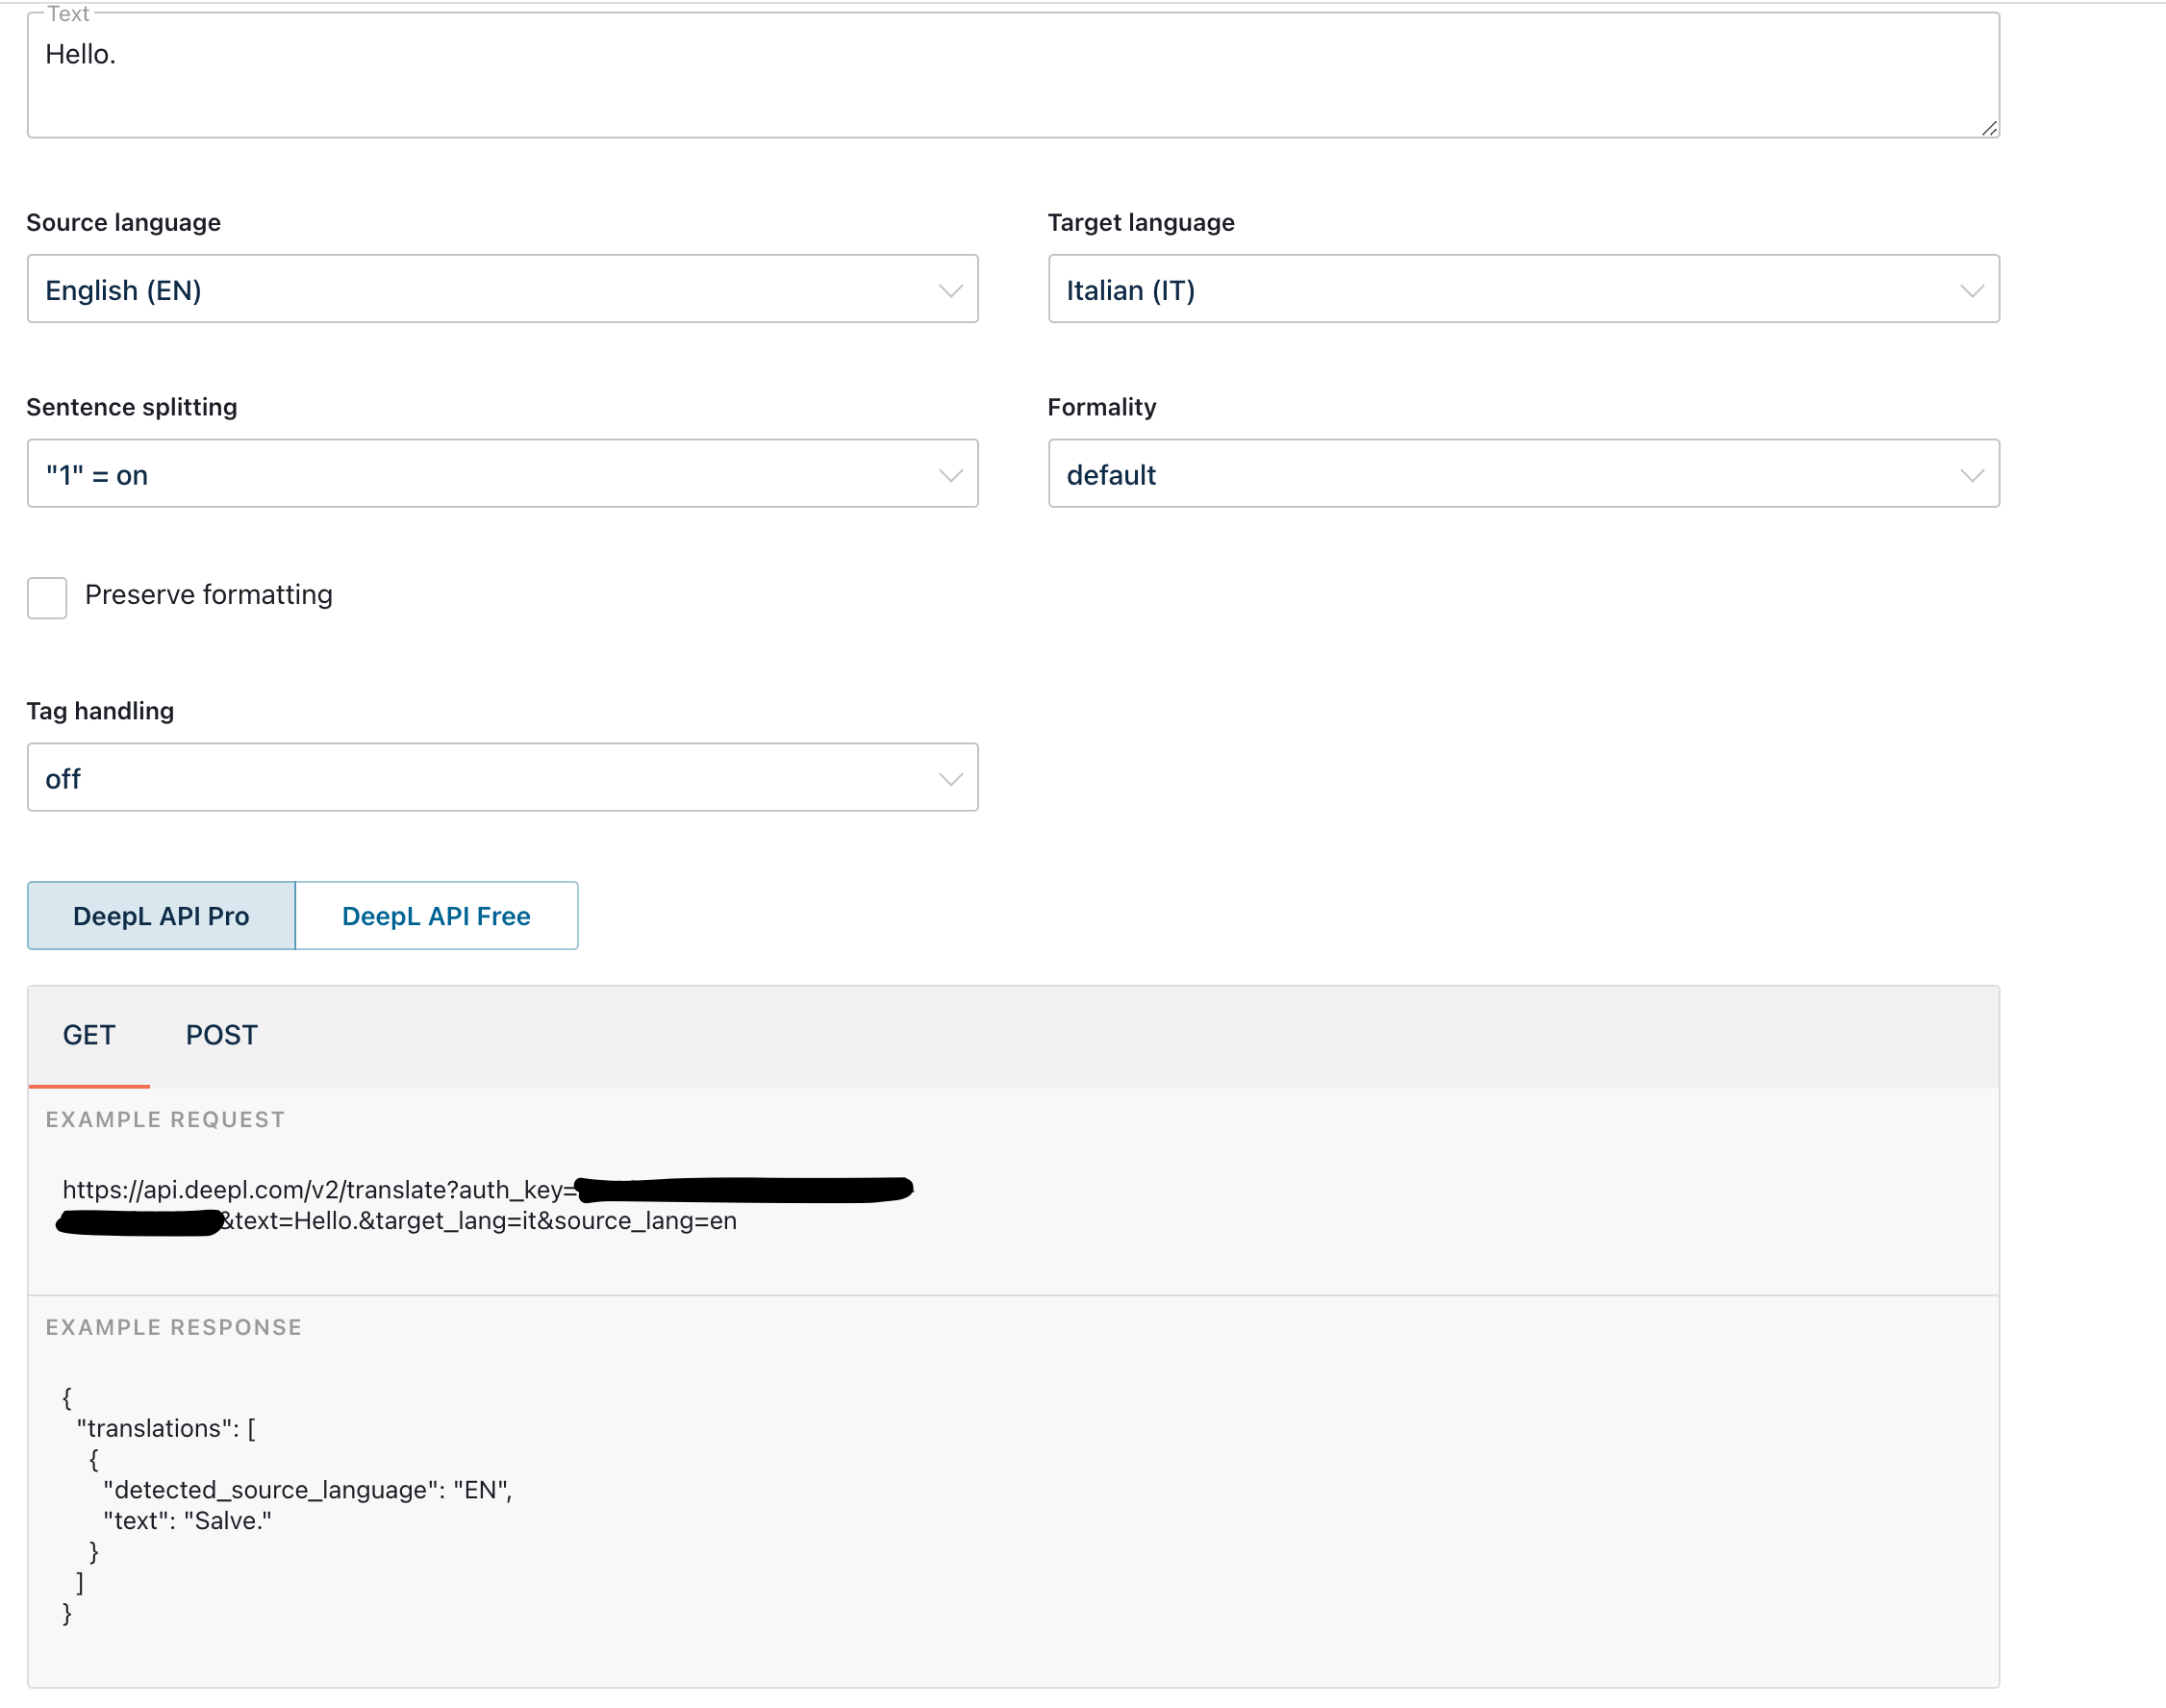 Text
Hello.
Source language
Target language
English (EN)
Italian (IT)
Sentence splitting
Formality
"1" = on
default
Preserve formatting
Tag handling
off
DeepL API Pro
DeepL API Free
GET
POST
EXAMPLE REQUEST
https://api.deepl.com/v2/translate?auth_key=
&text=Hello.&target_lang=it&source_lang=en
EXAMPLE RESPONSE
{
"translations": [
{
"detected_source_language": "EN",
"text": "Salve."
}
]
}